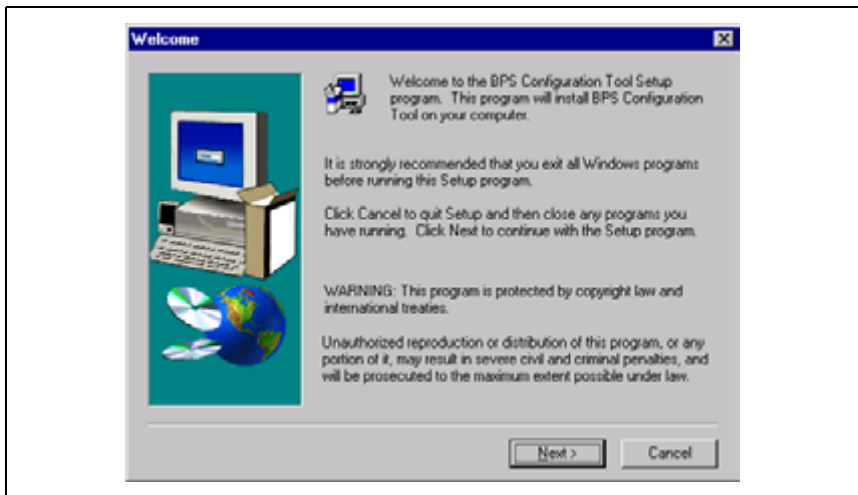 Welcome
Welcome to the BPS Configuration Tool Setup
program. This program will install BPS Configuration
Tool on your computer.
It is strongly recommended that you exit all Windows programs
before running this Setup program.
Click Cancel to quit Setup and then close any programs you
have running. Click Next to continue with the Setup program.
WARNING: This program is protected by copyright law and
international treaties.
Unauthorized reproduction or distribution of this program, or any
portion of it, may result in severe civil and criminal penalties, and
will be prosecuted to the maximum extent possible under law.
Next >
Cancel